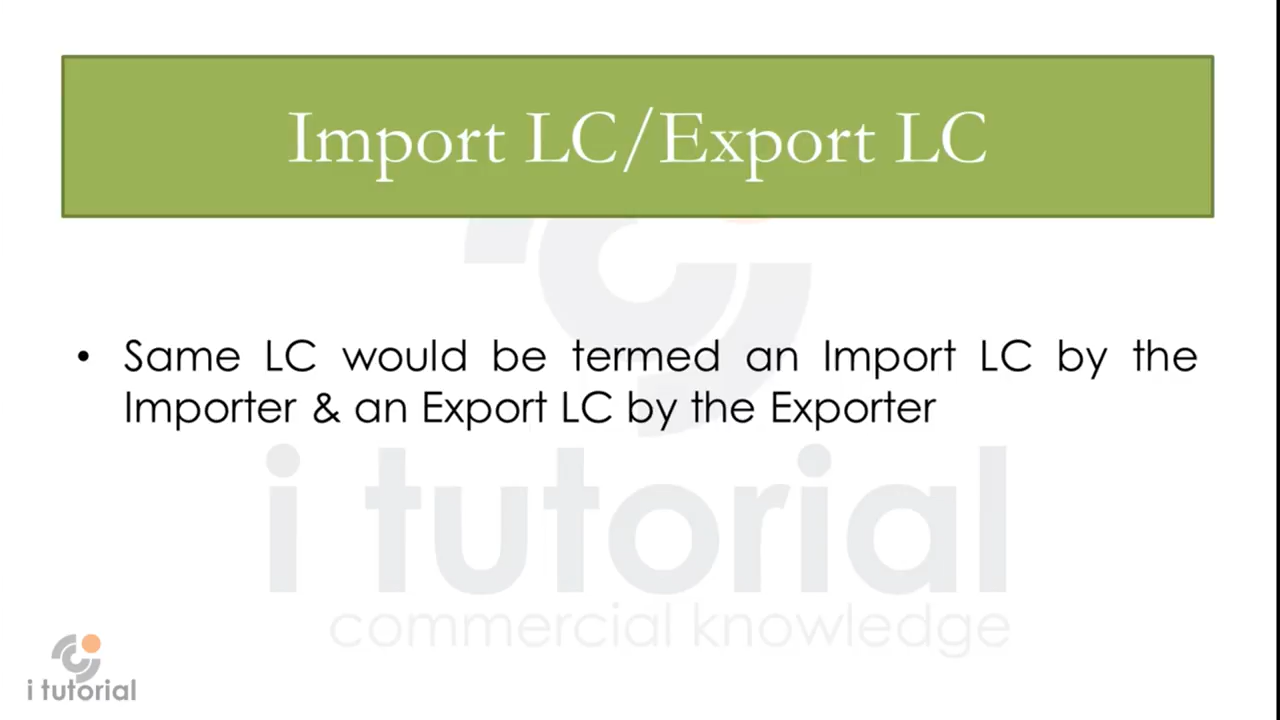 Import LC/Export LC
• Same LC would be termed an Import LC by the
Importer & an Export LC by the Exporter
i tutorial
commercial knowledge
i tutorial